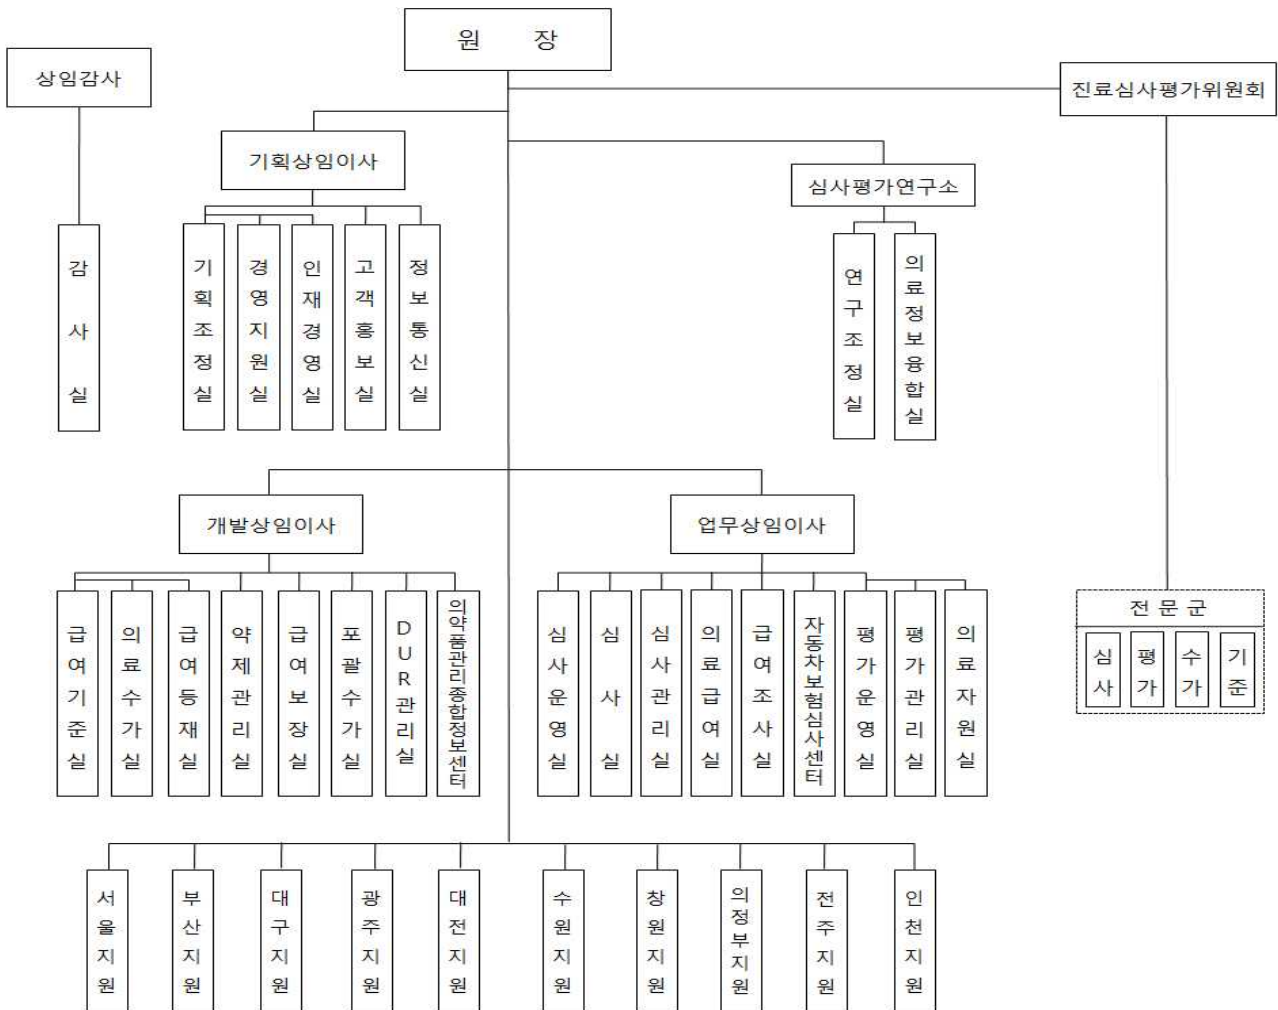 원 장
상임감사
진료심사평가위원회
기획상임이사
심사평가연구소
감사실
기획조정실
경영지원실
인재경영실
고객홍보실
정보통신실
연구조정실
의료정보융합실
개발상임이사
업무상임이사
급여기준실
의료수가실
급여등재실
약제관리실
급여보장실
포괄수가실
DUR관리실
의약품관리종합정보센터
심사운영실
심사실
심사관리실
의료급여실
급여조사실
자동차보험심사센터
평가운영실
평가관리실
의료자원실
전문군
심사
평가
수가
기준
서울지원
부산지원
대구지원
광주지원
대전지원
수원지원
창원지원
의정부지원
전주지원
인천지원